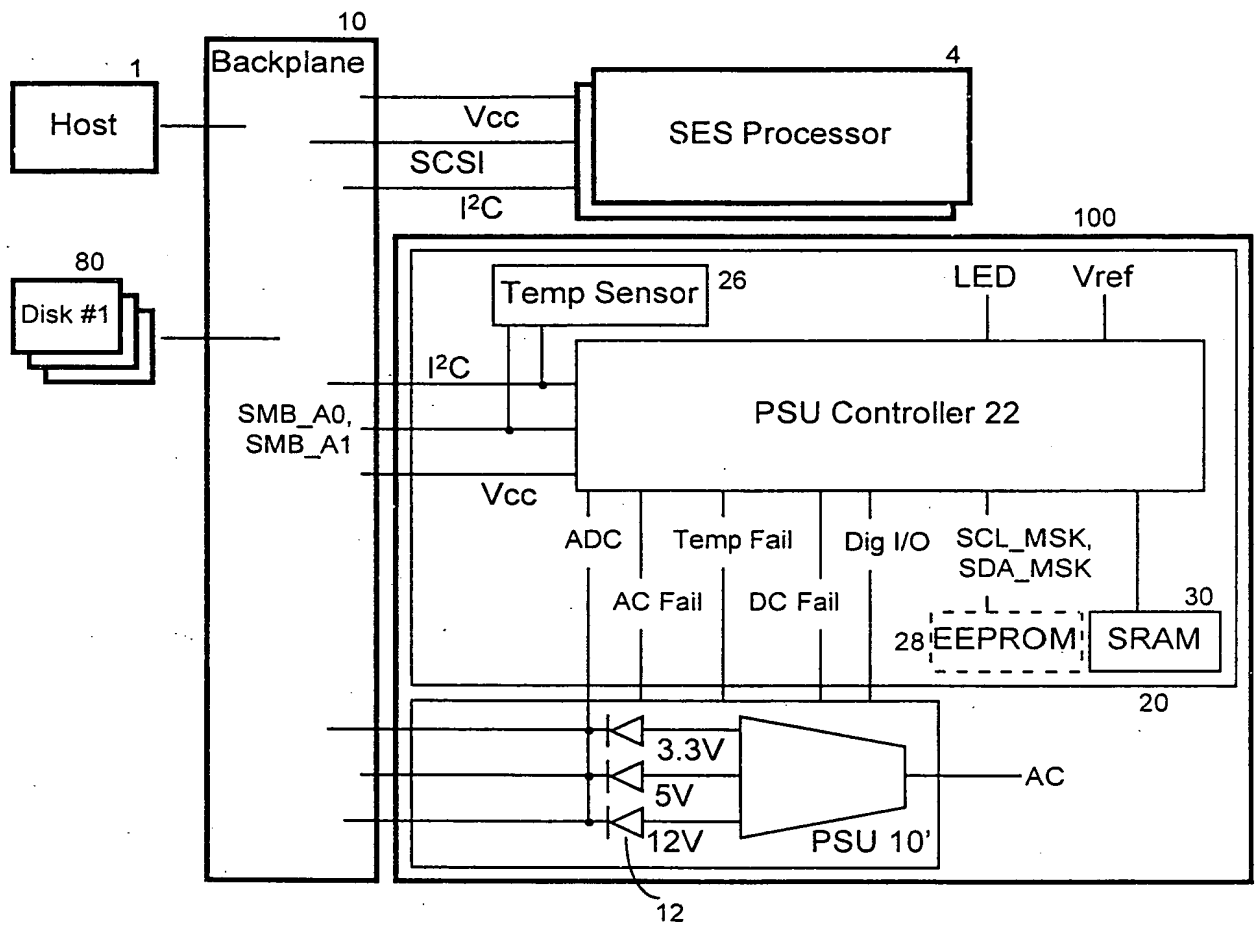 10
Backplane
1
Host
4
SES Processor
Vcc
SCSI
I²C
100
80
Disk #1
Temp Sensor
26
LED
Vref
I²C
SMB_A0,
SMB_A1
Vcc
PSU Controller 22
ADC
Temp Fail
Dig I/O
SCL_MSK,
SDA_MSK
AC Fail
DC Fail
28
EEPROM
30
SRAM
20
3.3V
5V
12V
PSU 10'
AC
12